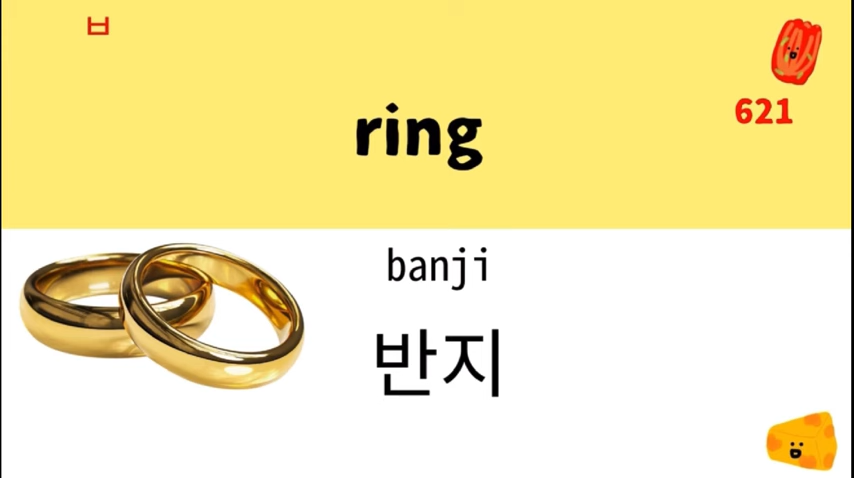 ㅂ
621
ring
banji
반지